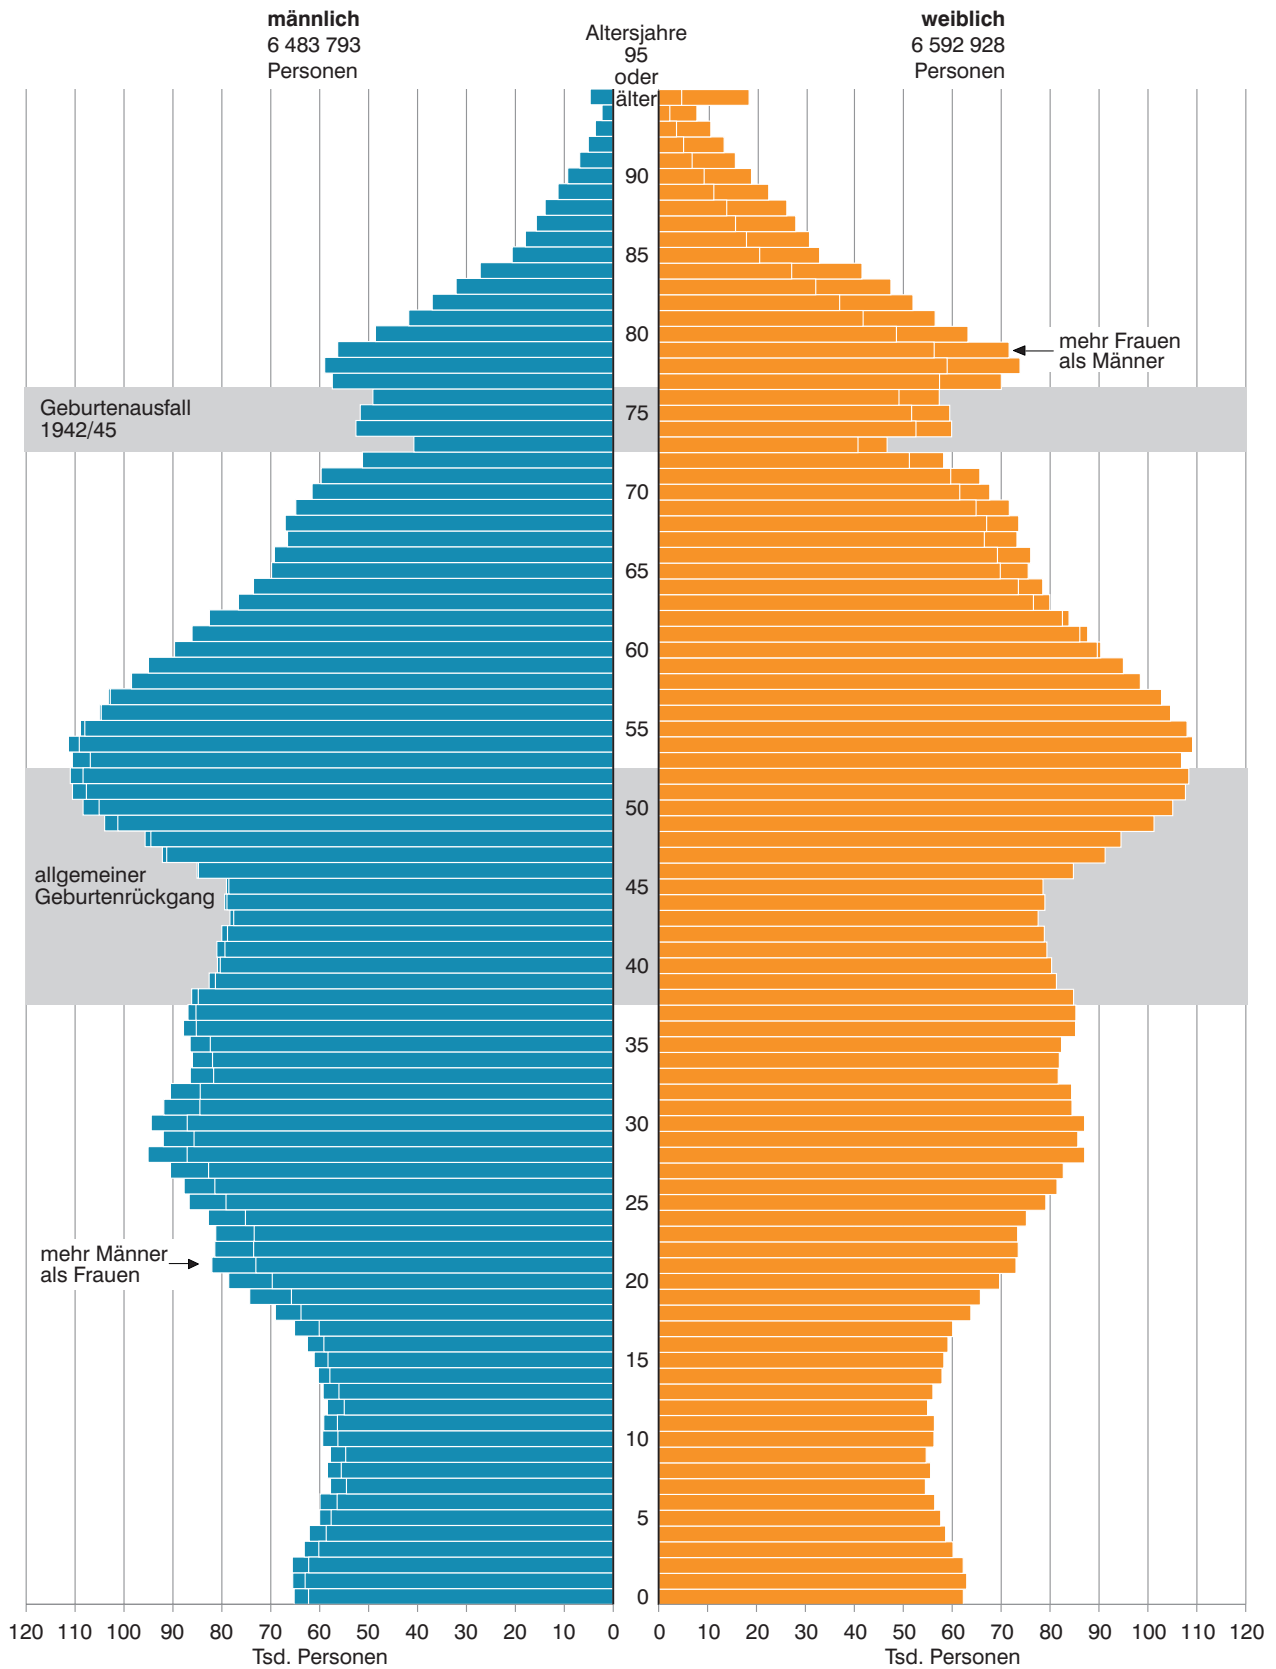 männlich
6 483 793
Personen
Altersjahre
95
oder
älter
weiblich
6 592 928
Personen
90
85
80
mehr Frauen
als Männer
Geburtenausfall
1942/45
75
70
65
60
55
50
allgemeiner
Geburtenrückgang
45
40
35
30
25
mehr Männer
als Frauen
20
15
10
5
0
120 110 100 90 80 70 60 50 40 30 20 10 0
0 10 20 30 40 50 60 70 80 90 100 110 120
Tsd. Personen
Tsd. Personen